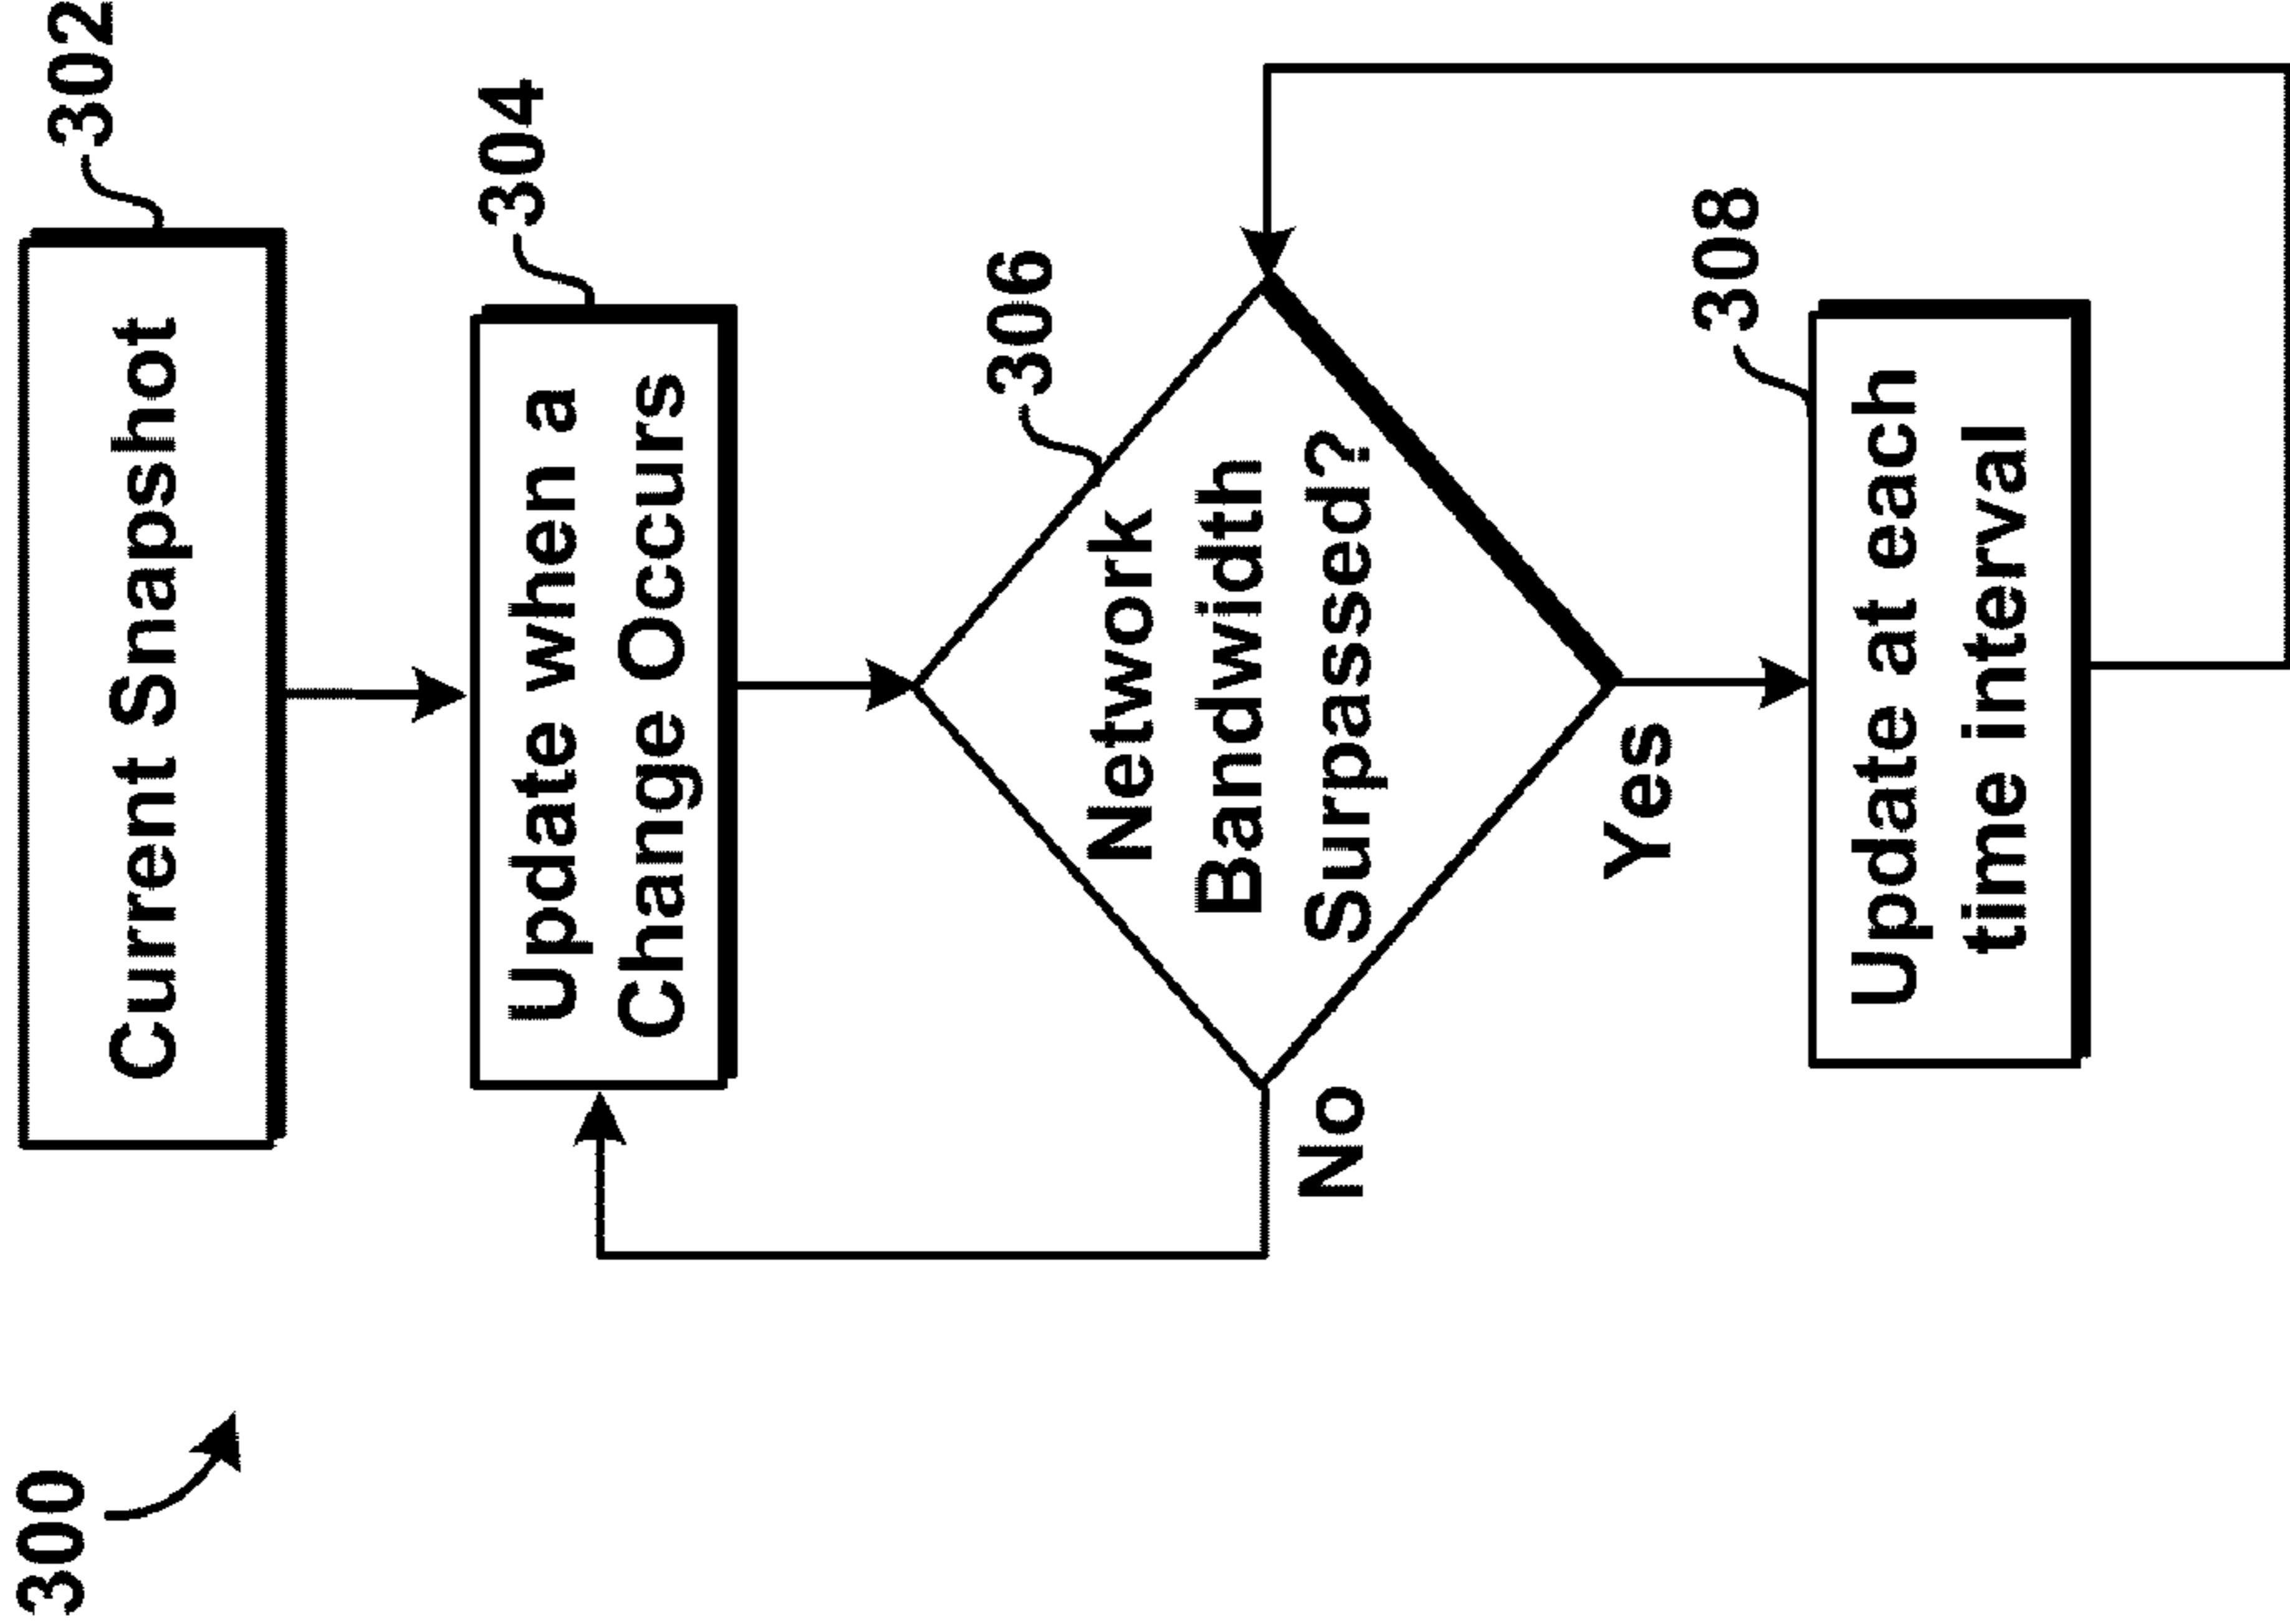 300
302
Current Snapshot
304
Update when a
Change Occurs
306
Network
Bandwidth
Surpassed?
No
Yes
308
Update at each
time interval